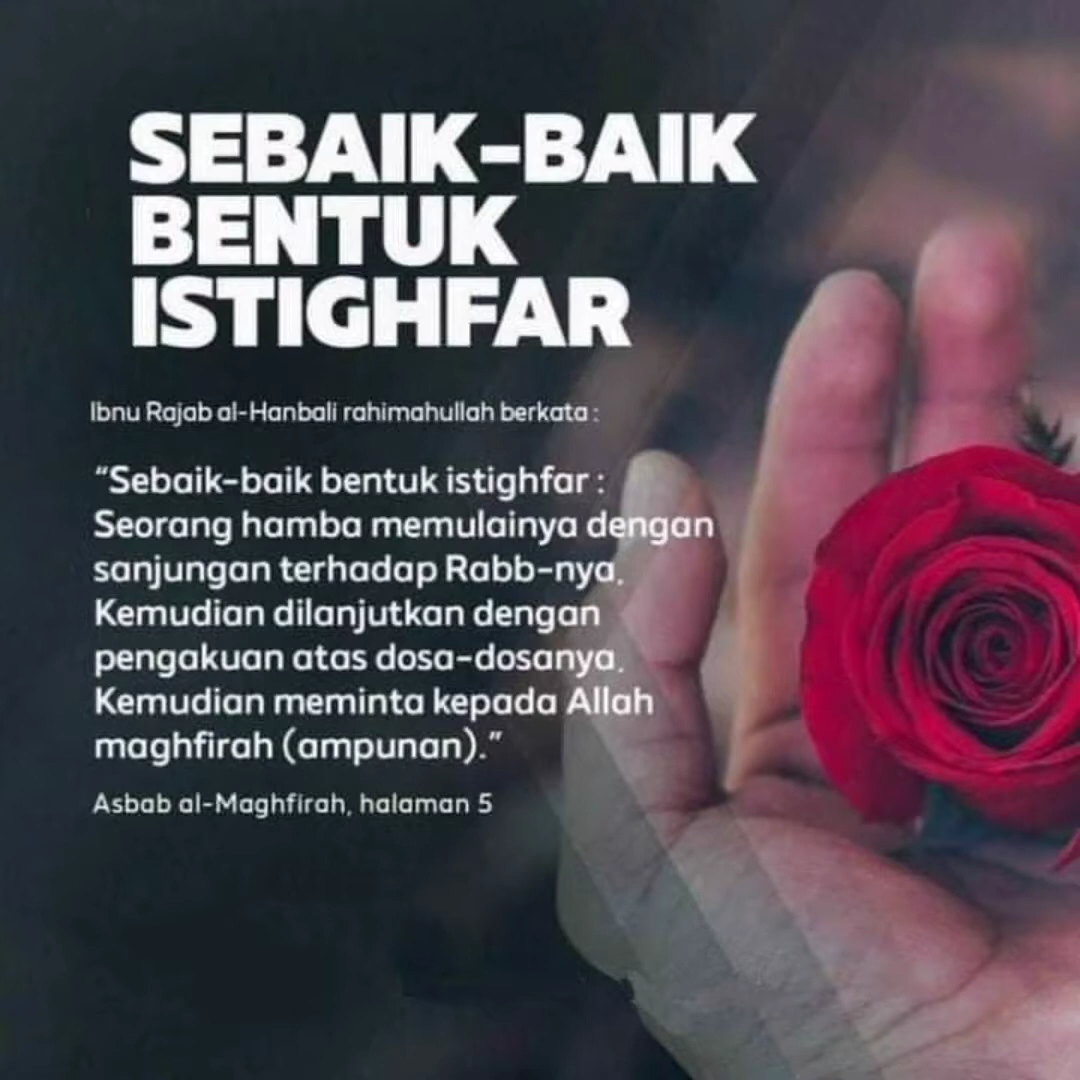 SEBAIK-BAIK
BENTUK
ISTIGHFAR
Ibnu Rajab al-Hanbali rahimahullah berkata :
“Sebaik-baik bentuk istighfar :
Seorang hamba memulainya dengan
sanjungan terhadap Rabb-nya.
Kemudian dilanjutkan dengan
pengakuan atas dosa-dosanya.
Kemudian meminta kepada Allah
maghfirah (ampunan).”
Asbab al-Maghfirah, halaman 5